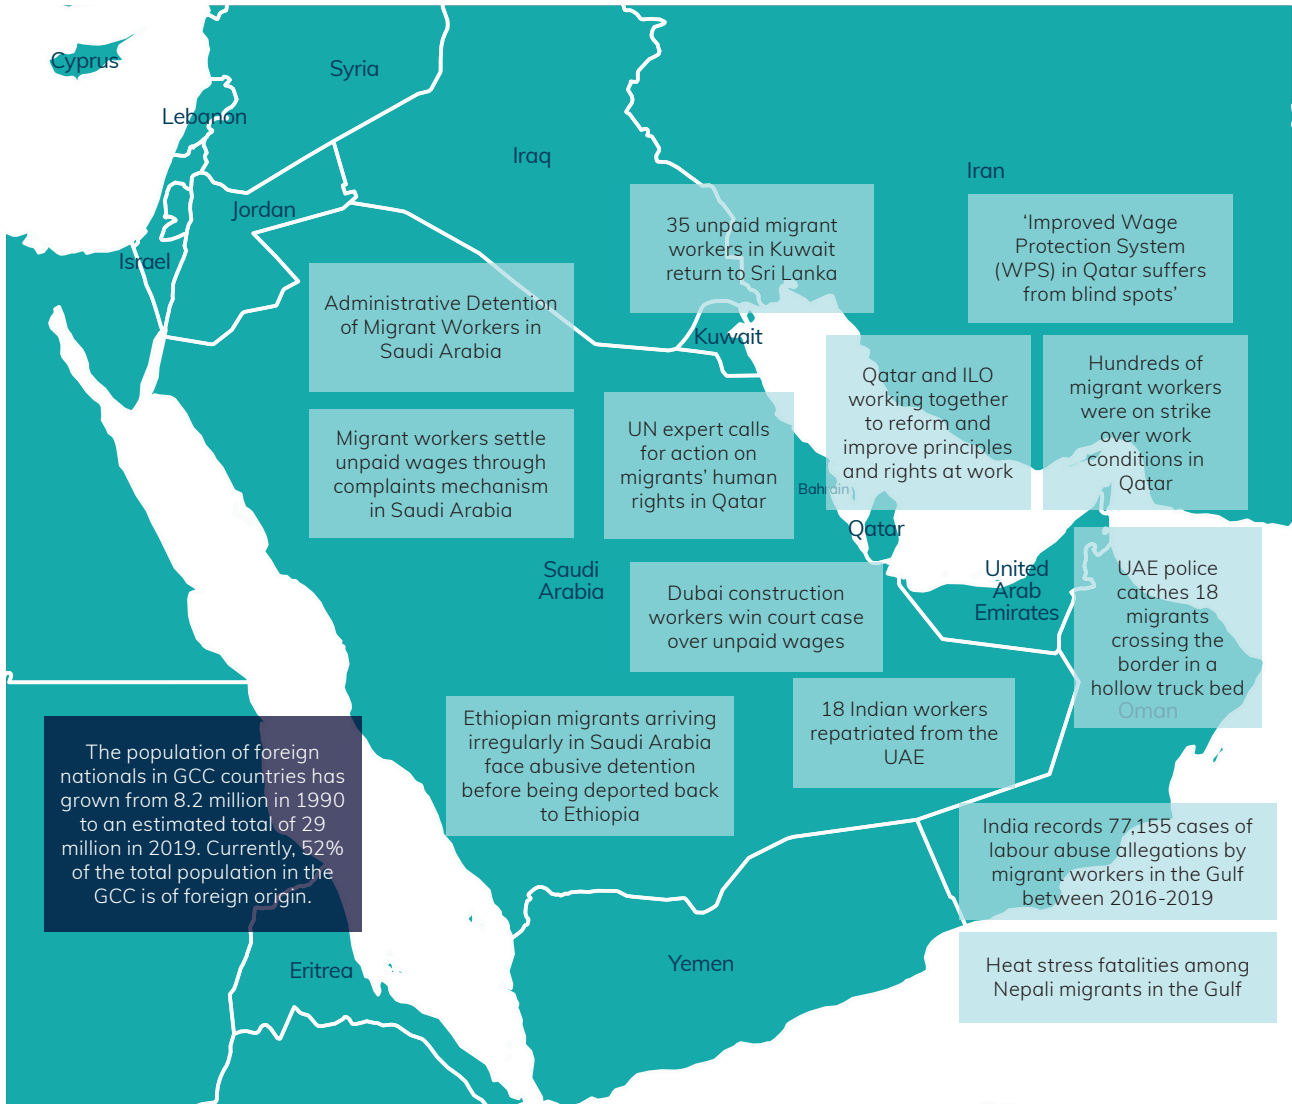 Cyprus
Syria
Lebanon
Iraq
Iran
Jordan
Israel
35 unpaid migrant
workers in Kuwait
return to Sri Lanka
‘Improved Wage
Protection System
(WPS) in Qatar suffers
from blind spots’
Administrative Detention
of Migrant Workers in
Saudi Arabia
Kuwait
Qatar and ILO
working together
to reform and
improve principles
and rights at work
Hundreds of
migrant workers
were on strike
over work
conditions in
Qatar
Migrant workers settle
unpaid wages through
complaints mechanism
in Saudi Arabia
UN expert calls
for action on
migrants’ human
rights in Qatar
Bahrain
Qatar
Saudi
Arabia
United
Arab
Emirates
Dubai construction
workers win court case
over unpaid wages
UAE police
catches 18
migrants
crossing the
border in a
hollow truck bed
Oman
The population of foreign
nationals in GCC countries has
grown from 8.2 million in 1990
to an estimated total of 29
million in 2019. Currently, 52%
of the total population in the
GCC is of foreign origin.
Ethiopian migrants arriving
irregularly in Saudi Arabia
face abusive detention
before being deported back
to Ethiopia
18 Indian workers
repatriated from the
UAE
India records 77,155 cases of
labour abuse allegations by
migrant workers in the Gulf
between 2016-2019
Eritrea
Yemen
Heat stress fatalities among
Nepali migrants in the Gulf